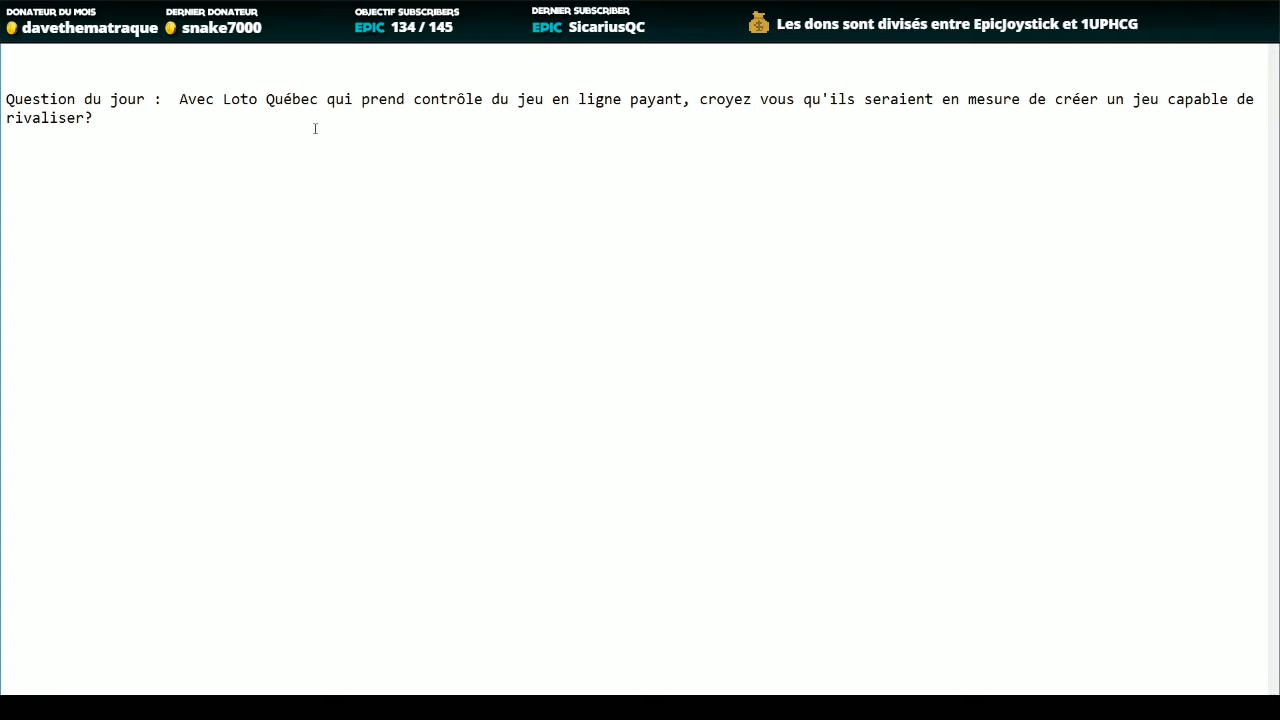 DONATEUR DU MOIS
davethematraque
DERNIER DONATEUR
snake7000
OBJECTIF SUBSCRIBERS
EPIC 134 / 145
DERNIER SUBSCRIBER
EPIC SicariusQC
Les dons sont divisés entre EpicJoystick et 1UPHCG
Question du jour :  Avec Loto Québec qui prend contrôle du jeu en ligne payant, croyez vous qu'ils seraient en mesure de créer un jeu capable de
rivaliser?